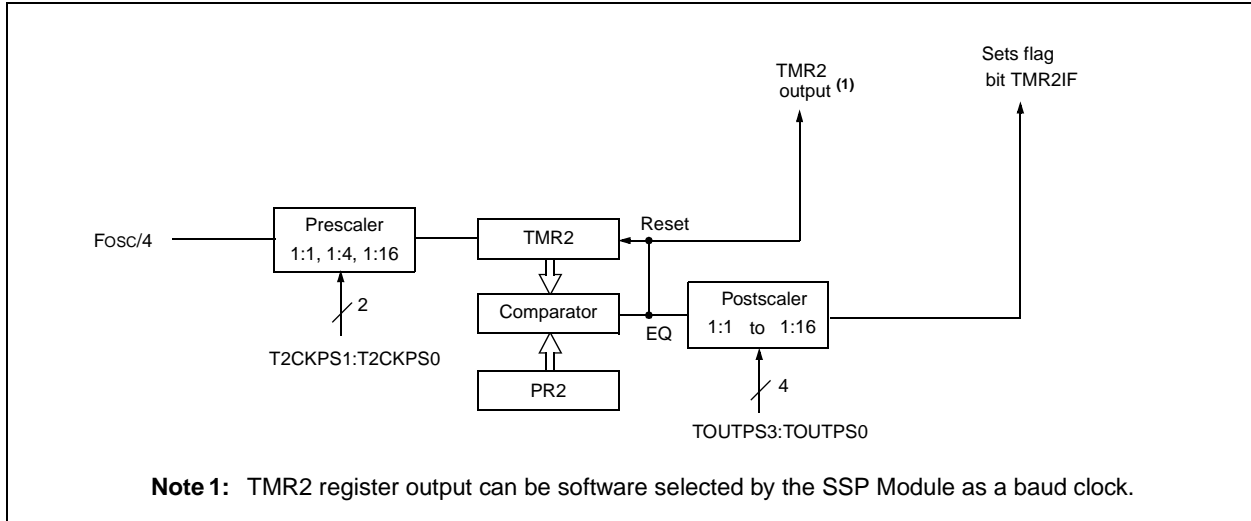 Sets flag
bit TMR2IF
TMR2
output (1)
Prescaler
1:1, 1:4, 1:16
FOSC/4
TMR2
Reset
2
Comparator
EQ
Postscaler
1:1 to 1:16
T2CKPS1:T2CKPS0
PR2
4
TOUTPS3:TOUTPS0
Note 1: TMR2 register output can be software selected by the SSP Module as a baud clock.